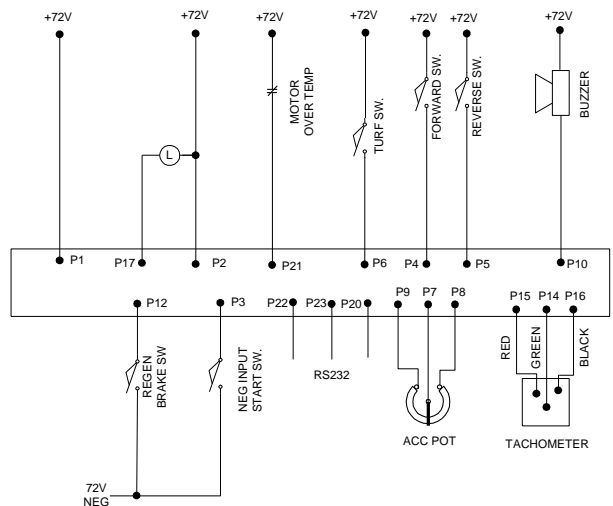 +72V
+72V
+72V
+72V
+72V
+72V
+72V
MOTOR
OVER TEMP
TURF SW.
FORWARD SW.
REVERSE SW.
BUZZER
L
P1
P17
P2
P21
P6
P4
P5
P10
P12
P3
P22
P23
P20
P9
P7
P8
P15
P14
P16
REGEN
BRAKE SW
NEG INPUT
START SW.
RS232
RED
GREEN
BLACK
ACC POT
TACHOMETER
72V
NEG